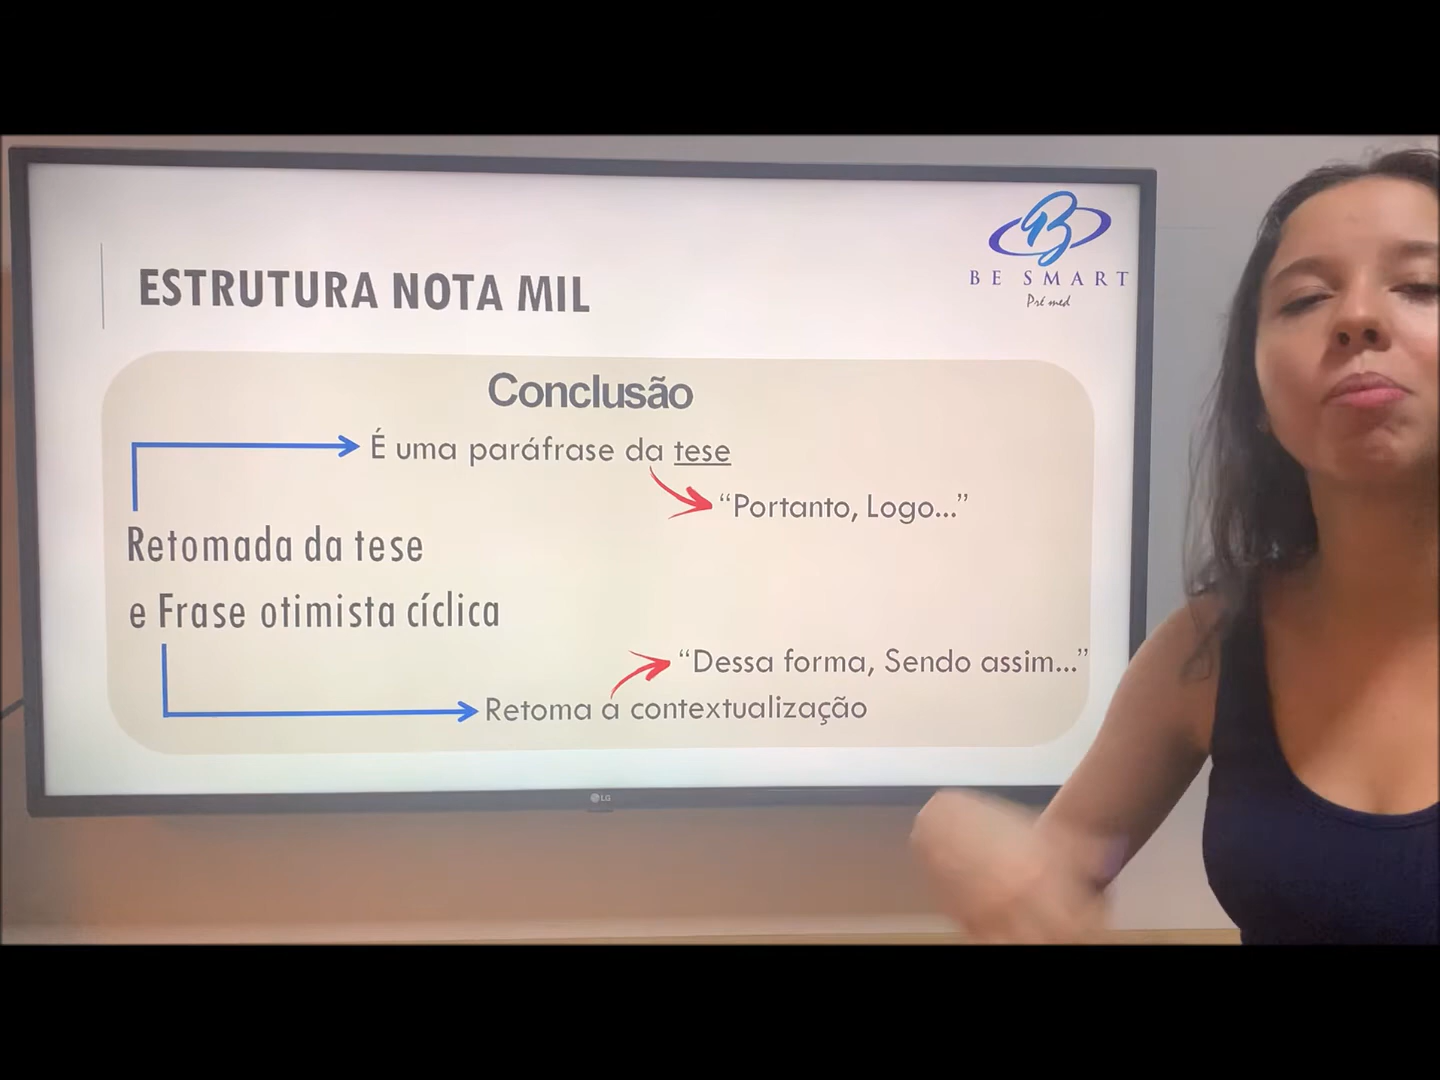 BE SMART
Pré med
ESTRUTURA NOTA MIL
Conclusão
É uma paráfrase da tese
“Portanto, Logo...”
Retomada da tese
e Frase otimista cíclica
“Dessa forma, Sendo assim...”
Retoma a contextualização
LG